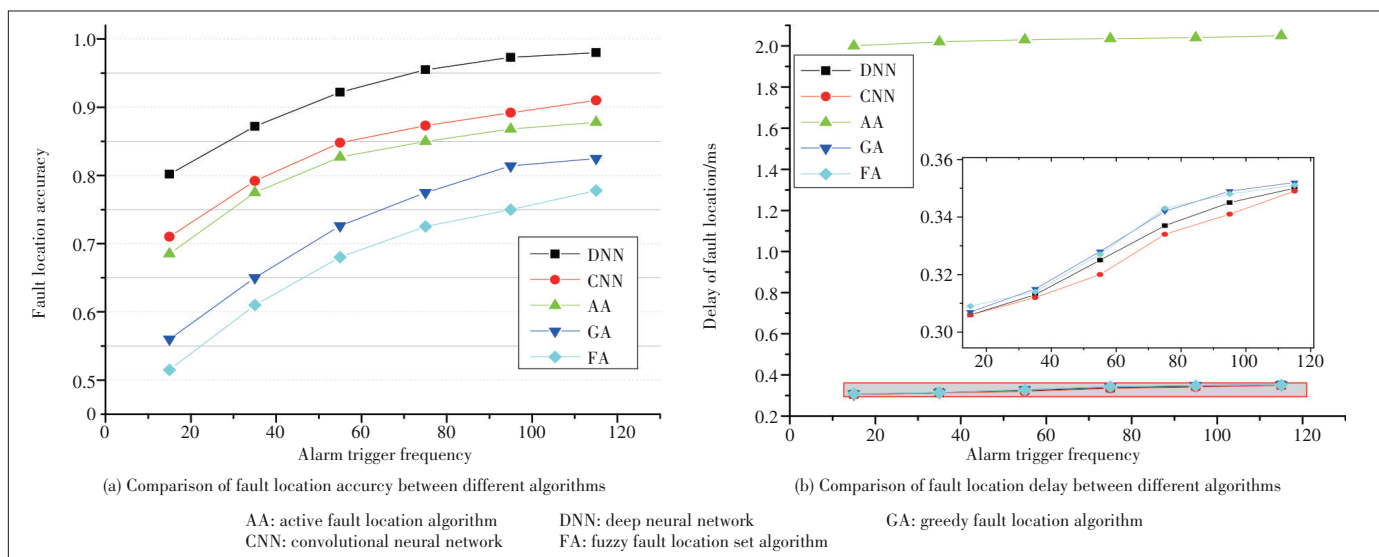 1.0
0.9
0.8
0.7
0.6
0.5
0
Fault location accuracy
DNN
CNN
AA
GA
FA
0 20 40 60 80 100 120
Alarm trigger frequency
(a) Comparison of fault location accurcy between different algorithms
2.0
1.8
1.6
1.4
1.2
1.0
0.8
0.6
0.4
0.2
Delay of fault location/ms
DNN
CNN
AA
GA
FA
0.36
0.34
0.32
0.30
20 40 60 80 100 120
0 20 40 60 80 100 120
Alarm trigger frequency
(b) Comparison of fault location delay between different algorithms
AA: active fault location algorithm DNN: deep neural network GA: greedy fault location algorithm
CNN: convolutional neural network FA: fuzzy fault location set algorithm